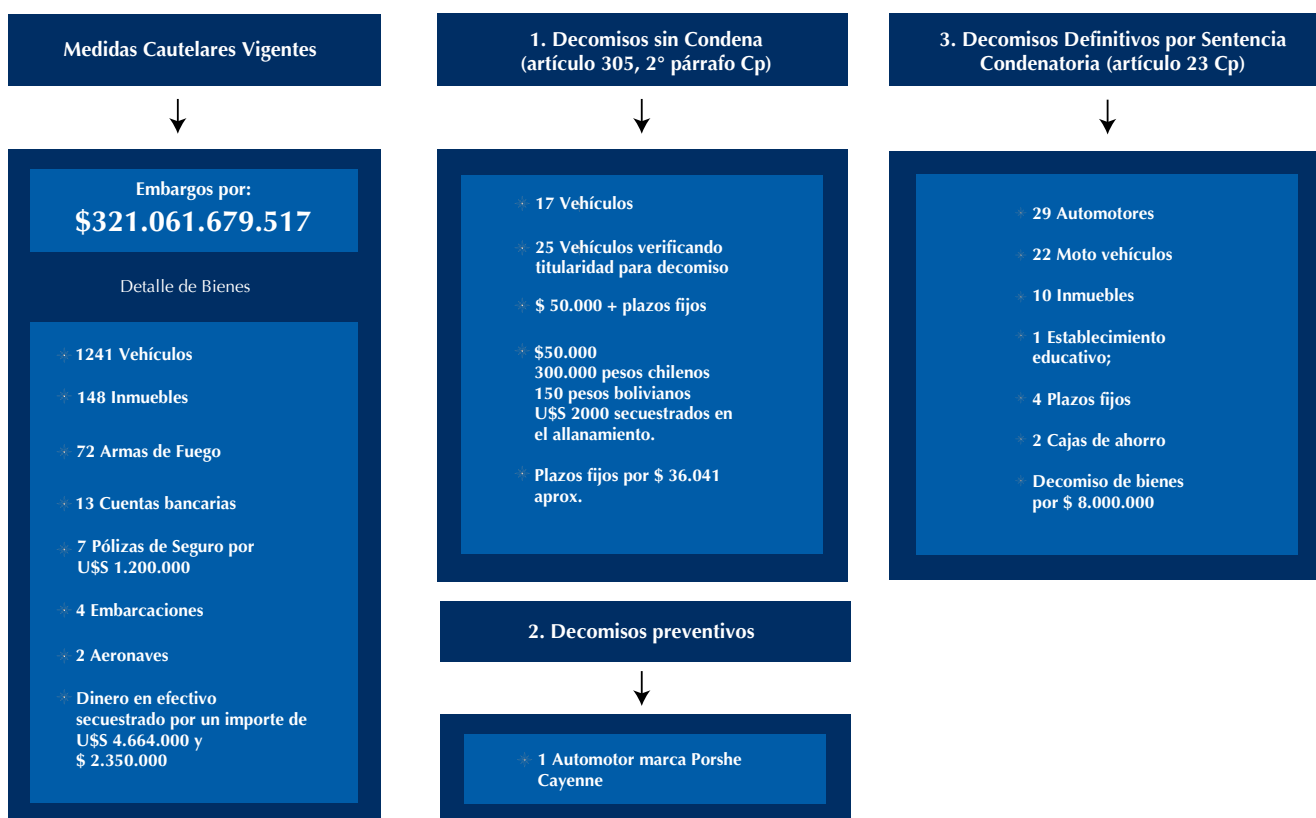 Medidas Cautelares Vigentes
Embargos por:
$321.061.679.517
Detalle de Bienes
1241 Vehículos
148 Inmuebles
72 Armas de Fuego
13 Cuentas bancarias
7 Pólizas de Seguro por
U$S 1.200.000
4 Embarcaciones
2 Aeronaves
Dinero en efectivo
secuestrado por un importe de
U$S 4.664.000 y
$ 2.350.000
1. Decomisos sin Condena
(artículo 305, 2° párrafo Cp)
17 Vehículos
25 Vehículos verificando
titularidad para decomiso
$ 50.000 + plazos fijos
$50.000
300.000 pesos chilenos
150 pesos bolivianos
U$S 2000 secuestrados en
el allanamiento.
Plazos fijos por $ 36.041
aprox.
2. Decomisos preventivos
1 Automotor marca Porshe
Cayenne
3. Decomisos Definitivos por Sentencia
Condenatoria (artículo 23 Cp)
29 Automotores
22 Moto vehículos
10 Inmuebles
1 Establecimiento
educativo;
4 Plazos fijos
2 Cajas de ahorro
Decomiso de bienes
por $ 8.000.000